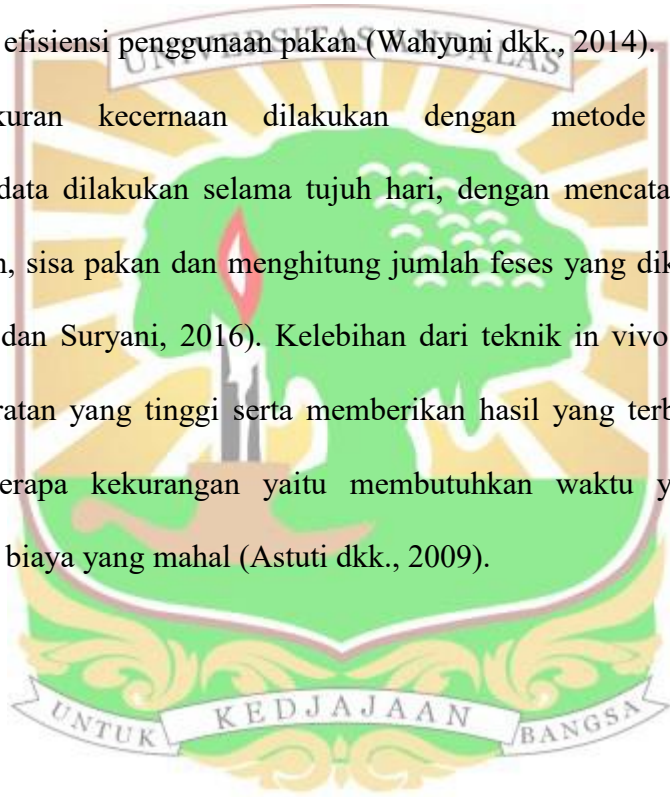 efisiensi penggunaan pakan (Wahyuni dkk., 2014).
UNIVERSITAS ANDALAS
kuran kecernaan dilakukan dengan metode
data dilakukan selama tujuh hari, dengan mencata
n, sisa pakan dan menghitung jumlah feses yang dik
dan Suryani, 2016). Kelebihan dari teknik in vivo
ratan yang tinggi serta memberikan hasil yang terb
erapa kekurangan yaitu membutuhkan waktu y
biaya yang mahal (Astuti dkk., 2009).
UNTUK KEDJAJAAN BANGSA